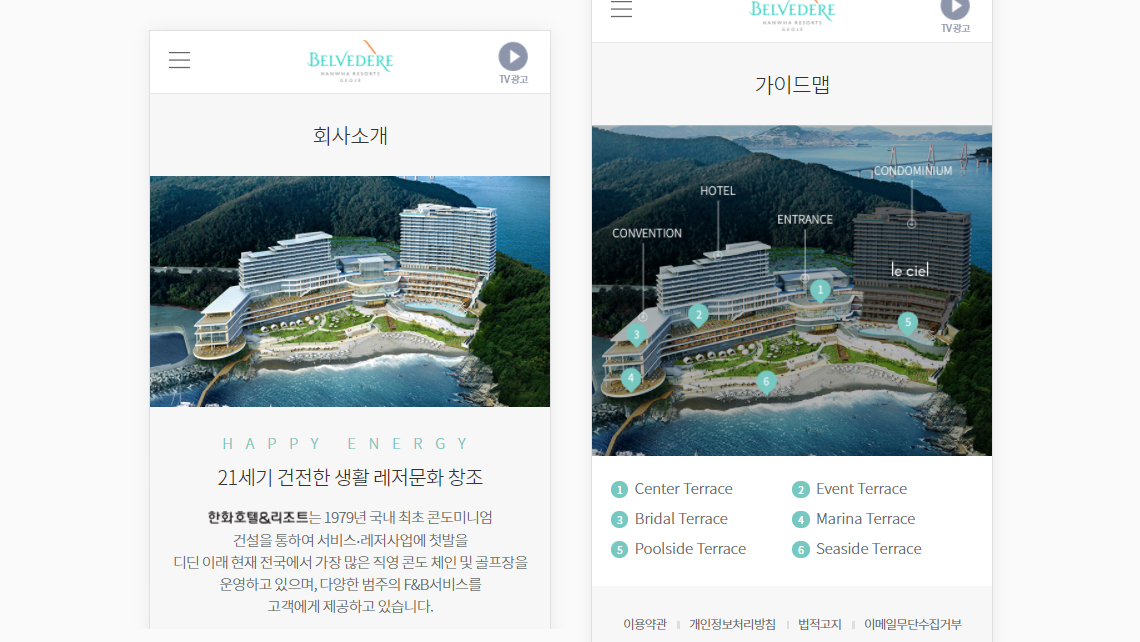 BELVEDERE
HANWHA RESORTS
GEOJE
TV광고
회사소개
HAPPY ENERGY
21세기 건전한 생활 레저문화 창조
한화호텔&리조트는 1979년 국내 최초 콘도미니엄
건설을 통하여 서비스·레저사업에 첫발을
디딘 이래 현재 전국에서 가장 많은 직영 콘도 체인 및 골프장을
운영하고 있으며, 다양한 범주의 F&B서비스를
고객에게 제공하고 있습니다.
BELVEDERE
HANWHA RESORTS
GEOJE
TV광고
가이드맵
CONDOMINIUM
HOTEL
ENTRANCE
CONVENTION
le ciel
1
2
5
3
4
6
1 Center Terrace
2 Event Terrace
3 Bridal Terrace
4 Marina Terrace
5 Poolside Terrace
6 Seaside Terrace
이용약관 개인정보처리방침 법적고지 이메일무단수집거부